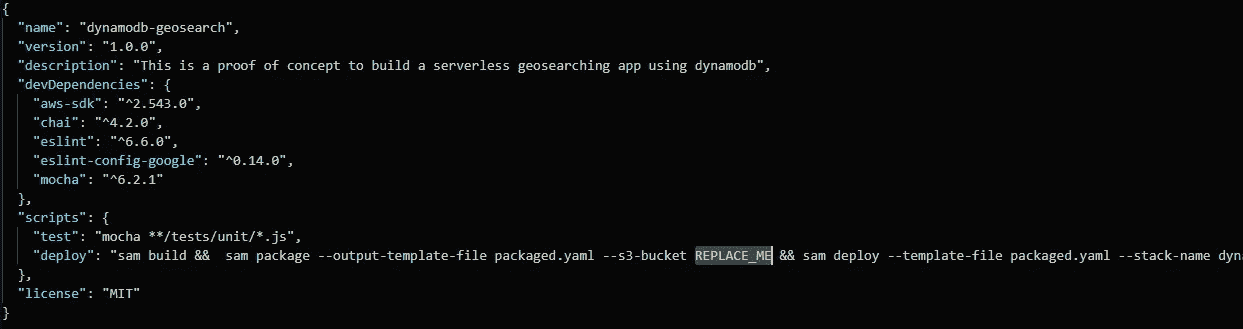 {
"name": "dynamodb-geosearch",
"version": "1.0.0",
"description": "This is a proof of concept to build a serverless geosearching app using dynamodb",
"devDependencies": {
"aws-sdk": "^2.543.0",
"chai": "^4.2.0",
"eslint": "^6.6.0",
"eslint-config-google": "^0.14.0",
"mocha": "^6.2.1"
},
"scripts": {
"test": "mocha **/tests/unit/*.js",
"deploy": "sam build &&  sam package --output-template-file packaged.yaml --s3-bucket REPLACE_ME && sam deploy --template-file packaged.yaml --stack-name dyn
},
"license": "MIT"
}